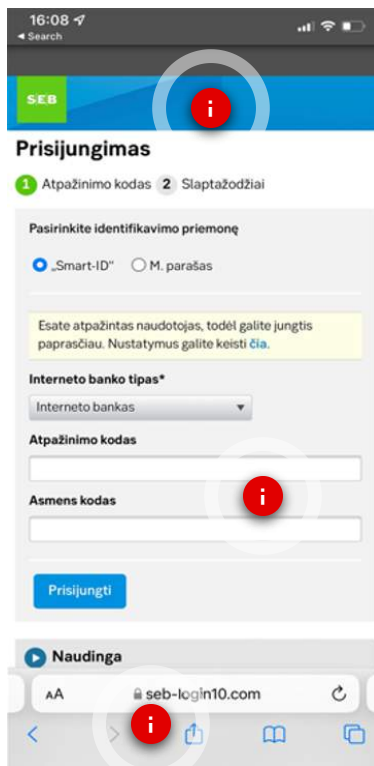 16:08
◀ Search
SEB
i
Prisijungimas
1 Atpažinimo kodas 2 Slaptažodžiai
Pasirinkite identifikavimo priemonę
„Smart-ID" M. parašas
Esate atpažintas naudotojas, todėl galite jungtis
paprasčiau. Nustatymus galite keisti čia.
Interneto banko tipas*
Interneto bankas
Atpažinimo kodas
i
Asmens kodas
Prisijungti
Naudinga
AA seb-login10.com
i